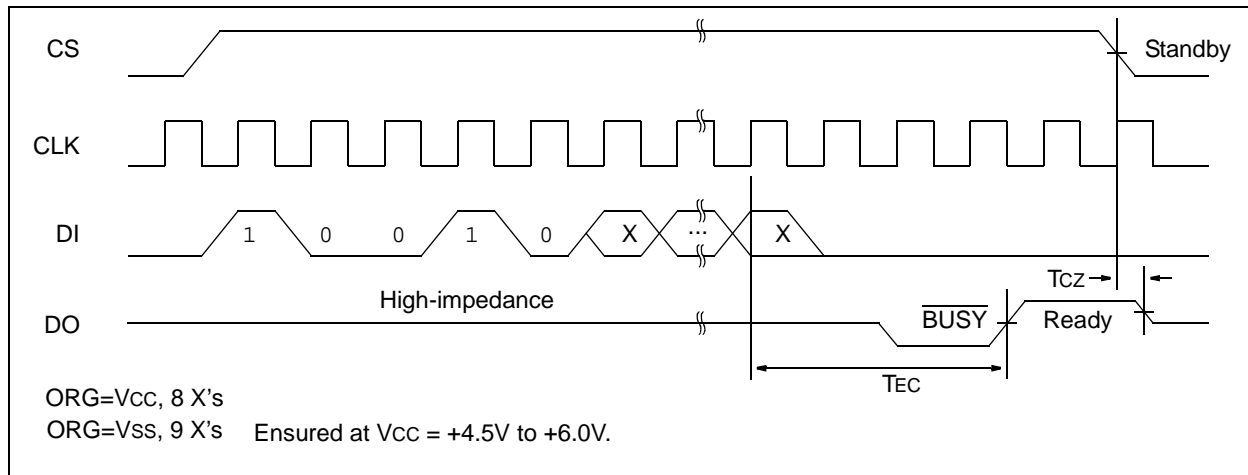 CS
Standby
CLK
DI
1 0 0 1 0 X ... X
TCZ
High-impedance
DO
BUSY
Ready
TEC
ORG=VCC, 8 X's
ORG=VSS, 9 X's Ensured at VCC = +4.5V to +6.0V.